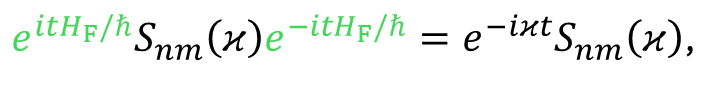 e^{itH_F/ħ}S_{nm}(ϰ)e^{-itH_F/ħ} = e^{-iϰt}S_{nm}(ϰ),